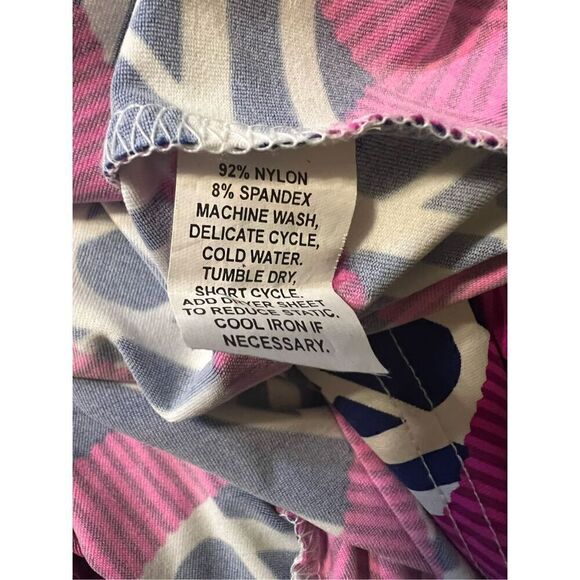 92% NYLON
8% SPANDEX
MACHINE WASH,
DELICATE CYCLE,
COLD WATER.
TUMBLE DRY,
SHORT CYCLE.
ADD DRYER SHEET
TO REDUCE STATIC.
COOL IRON IF
NECESSARY.